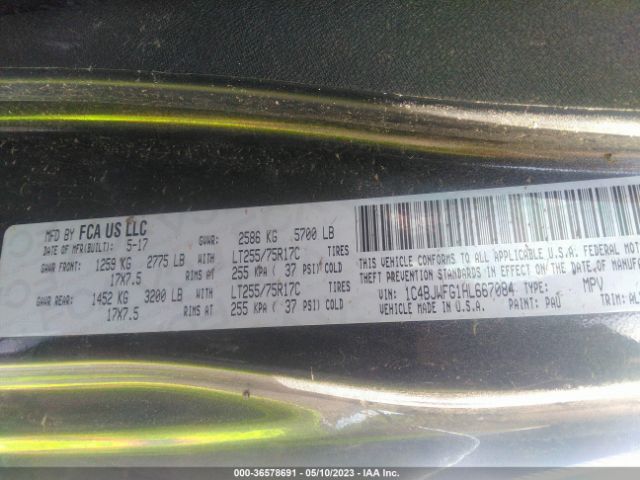 MFD BY FCA US LLC
DATE OF MFR(BUILT): 5-17 GVWR: 2586 KG 5700 LB
GAWR FRONT: 1259 KG 2775 LB WITH LT255/75R17C TIRES
17X7.5 RIMS AT 255 KPA ( 37 PSI) COLD
GAWR REAR: 1452 KG 3200 LB WITH LT255/75R17C TIRES
17X7.5 RIMS AT 255 KPA ( 37 PSI) COLD
THIS VEHICLE CONFORMS TO ALL APPLICABLE U.S.A. FEDERAL MOT
THEFT PREVENTION STANDARDS IN EFFECT ON THE DATE OF
VIN: 1C4BJWFG1HL667084 TYPE: MPV
VEHICLE MADE IN U.S.A. PAINT: PAU TRIM:
000-36578691 - 05/10/2023 - IAA Inc.